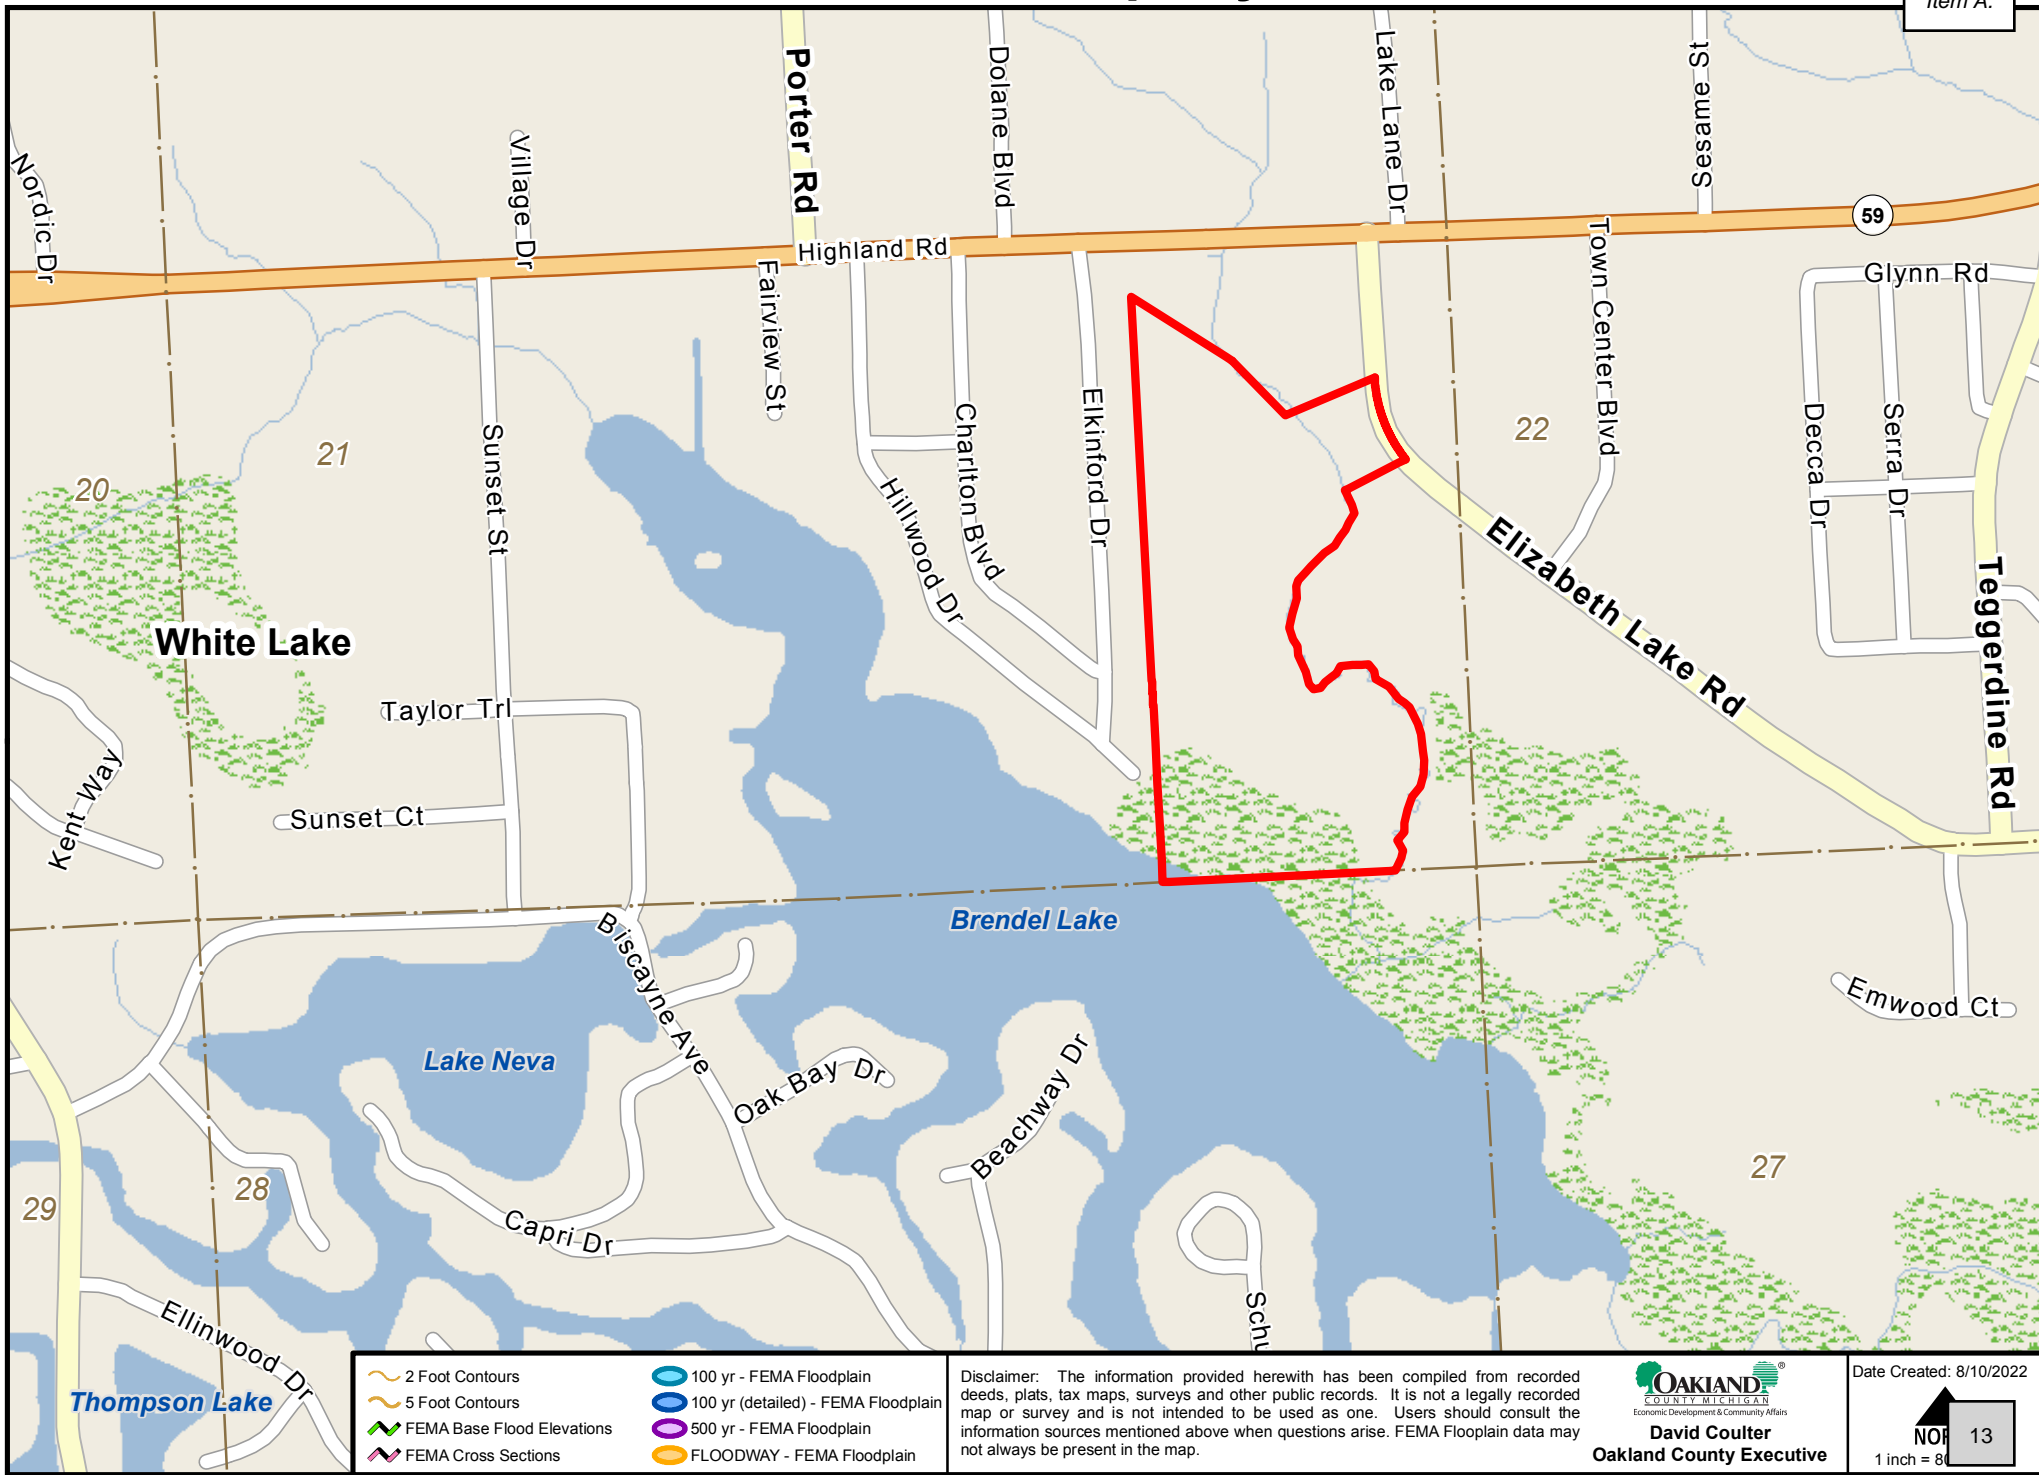 Item A.
Porter Rd
Dolane Blvd
Lake Lane Dr
Sesame St
Nordic Dr
Village Dr
59
Highland Rd
Fairview St
Town Center Blvd
Glynn Rd
Sunset St
Charlton Blvd
Elkinford Dr
Hillwood Dr
Decca Dr
Serra Dr
20
21
22
Elizabeth Lake Rd
Teggerdine Rd
White Lake
Taylor Trl
Kent Way
Sunset Ct
Biscayne Ave
Brendel Lake
Emwood Ct
Lake Neva
Oak Bay Dr
Beachway Dr
29
28
27
Capri Dr
Ellinwood Dr
Schu
Thompson Lake
2 Foot Contours
5 Foot Contours
FEMA Base Flood Elevations
FEMA Cross Sections
100 yr - FEMA Floodplain
100 yr (detailed) - FEMA Floodplain
500 yr - FEMA Floodplain
FLOODWAY - FEMA Floodplain
Disclaimer: The information provided herewith has been compiled from recorded
deeds, plats, tax maps, surveys and other public records. It is not a legally recorded
map or survey and is not intended to be used as one. Users should consult the
information sources mentioned above when questions arise. FEMA Flooplain data may
not always be present in the map.
OAKLAND®
COUNTY MICHIGAN
Economic Development & Community Affairs
David Coulter
Oakland County Executive
Date Created: 8/10/2022
13
1 inch =